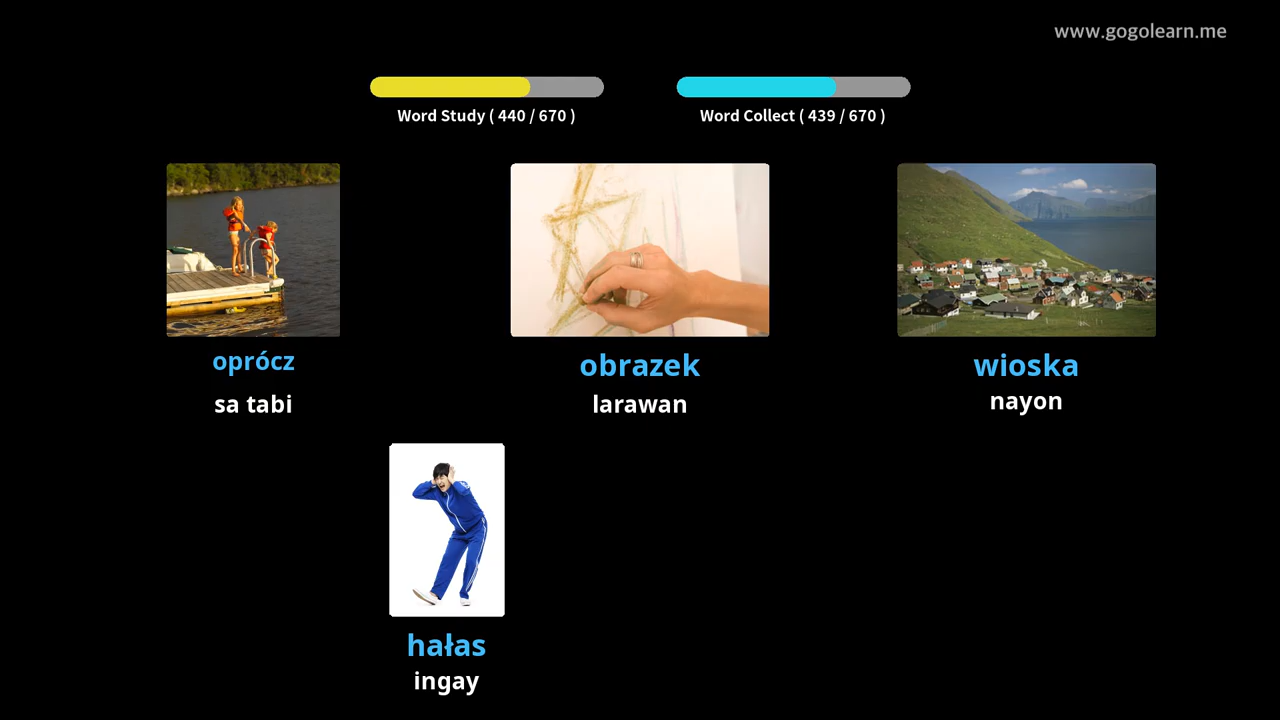 www.gogolearn.me
Word Study ( 440 / 670 )
Word Collect ( 439 / 670 )
oprócz
sa tabi
obrazek
larawan
wioska
nayon
hałas
ingay